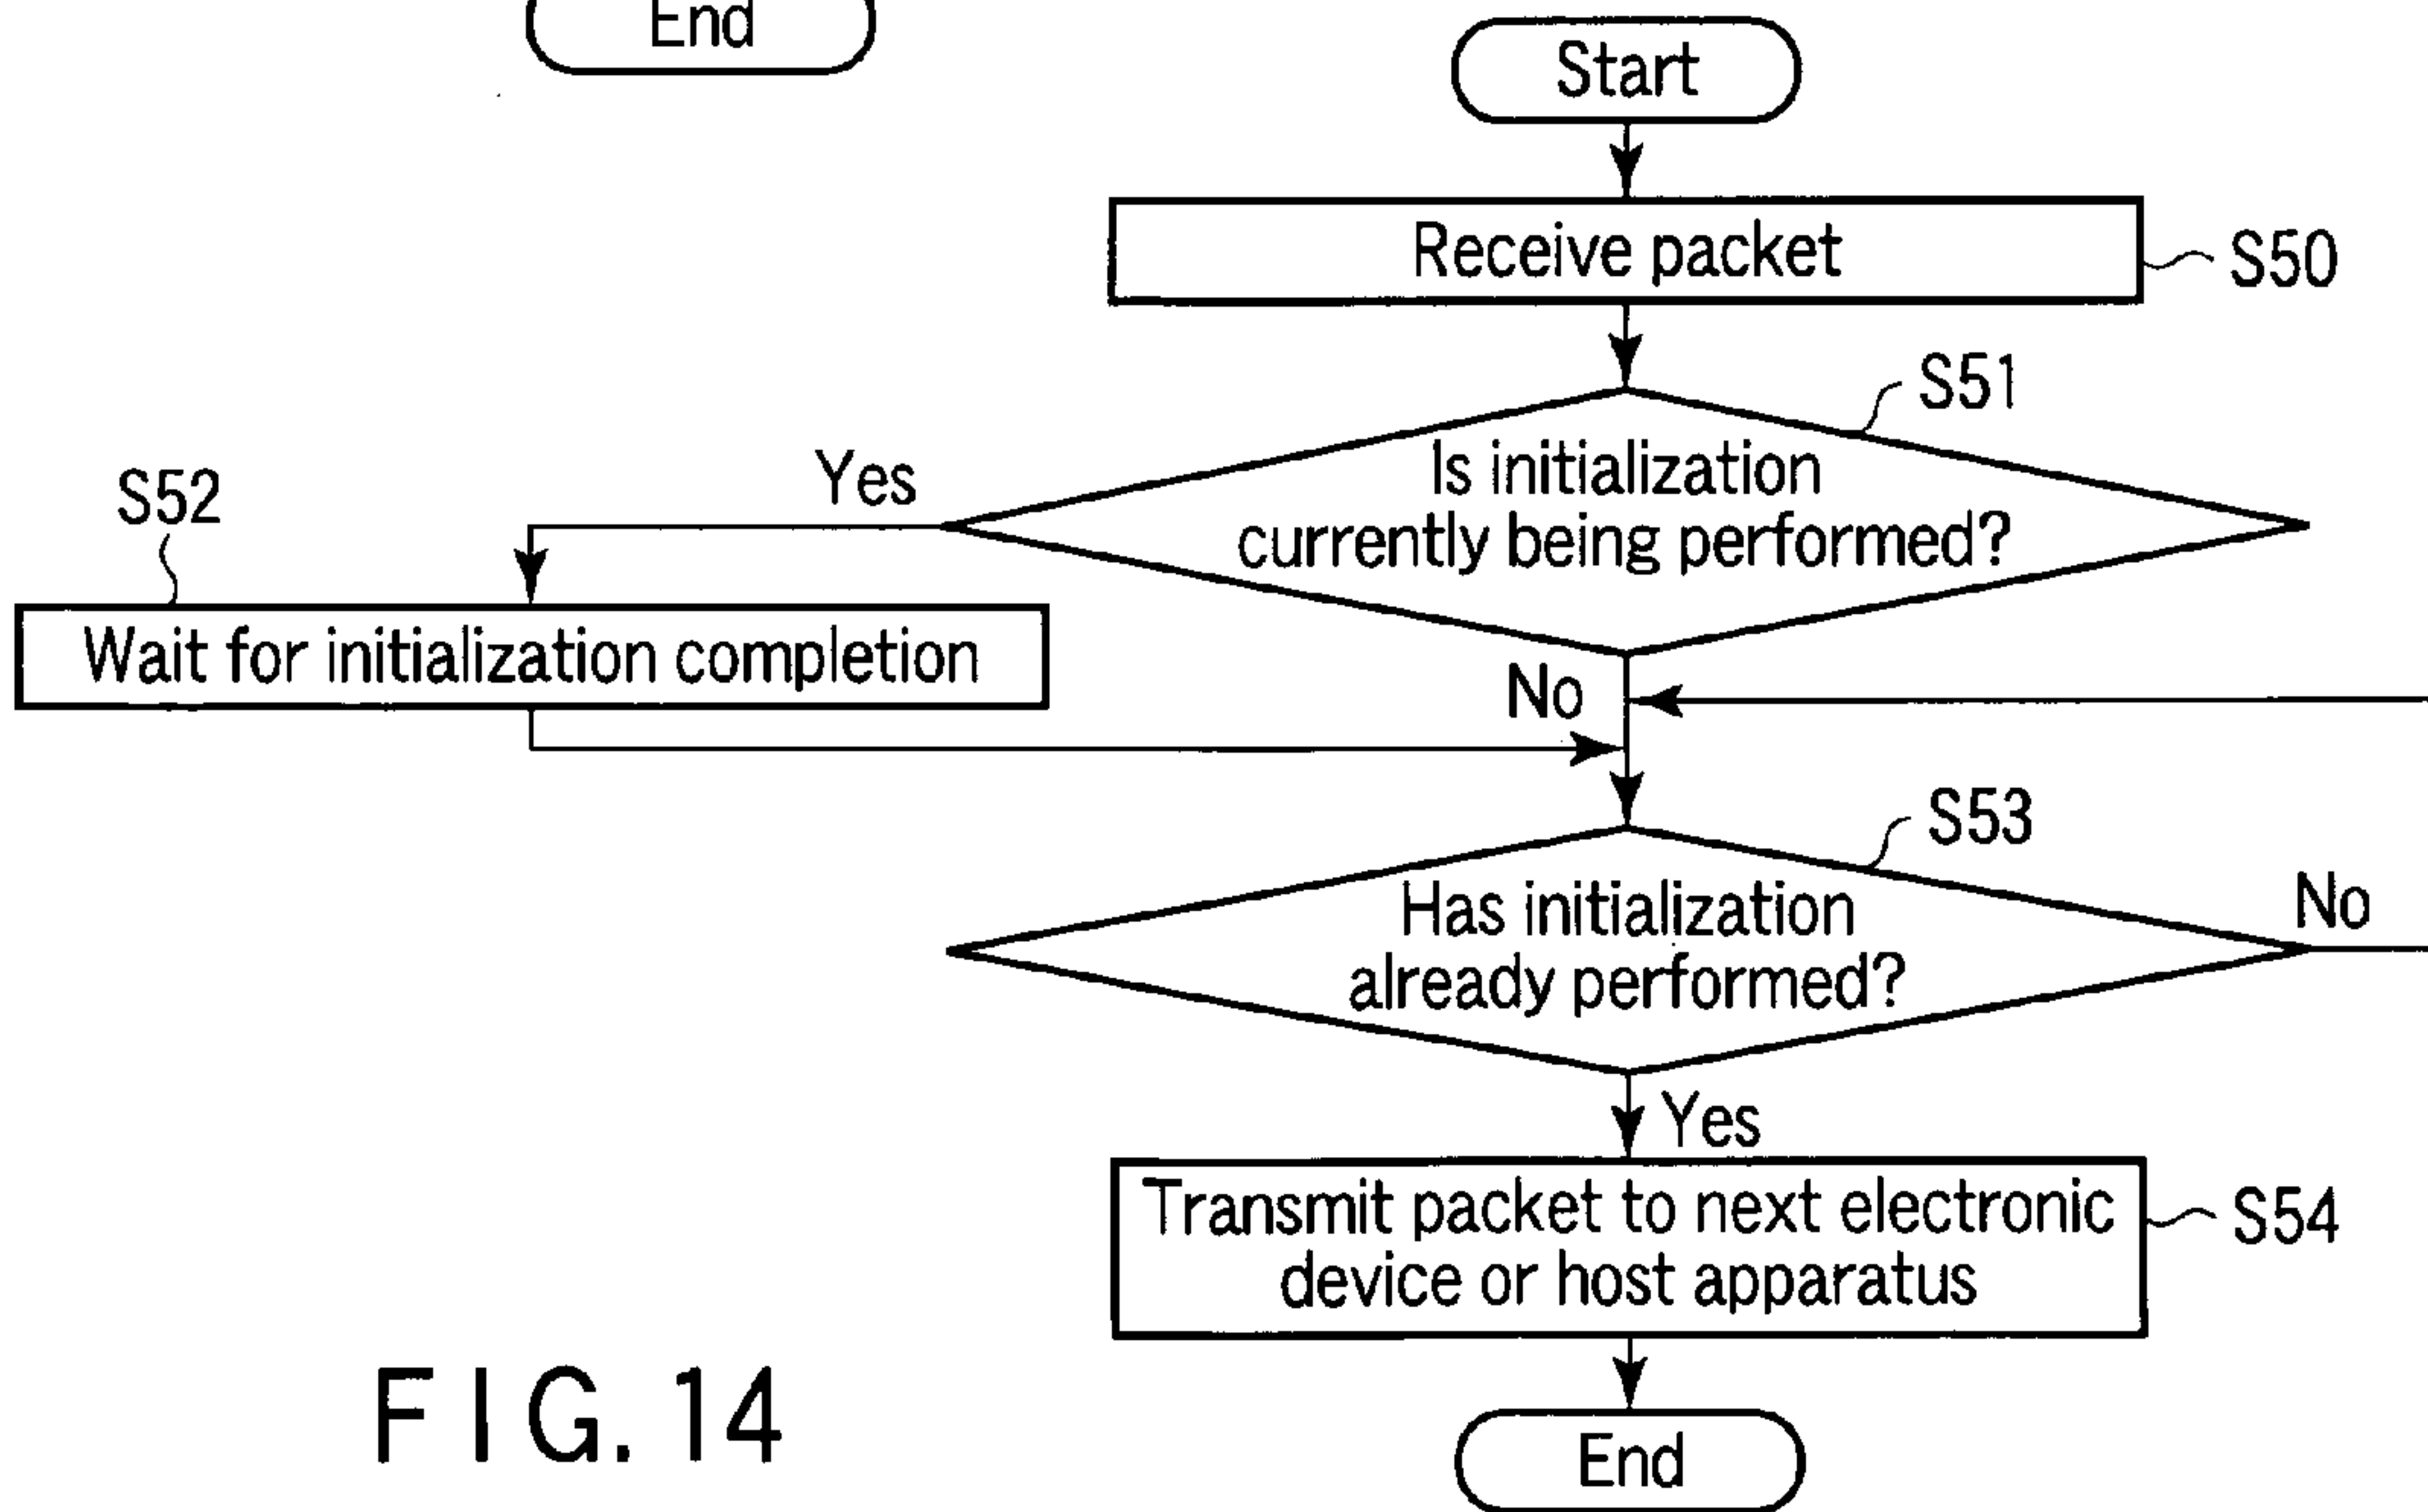 End
Start
Receive packet
S50
S51
Is initialization
currently being performed?
Yes
S52
Wait for initialization completion
No
S53
Has initialization
already performed?
No
Yes
Transmit packet to next electronic
device or host apparatus
S54
End
FIG. 14